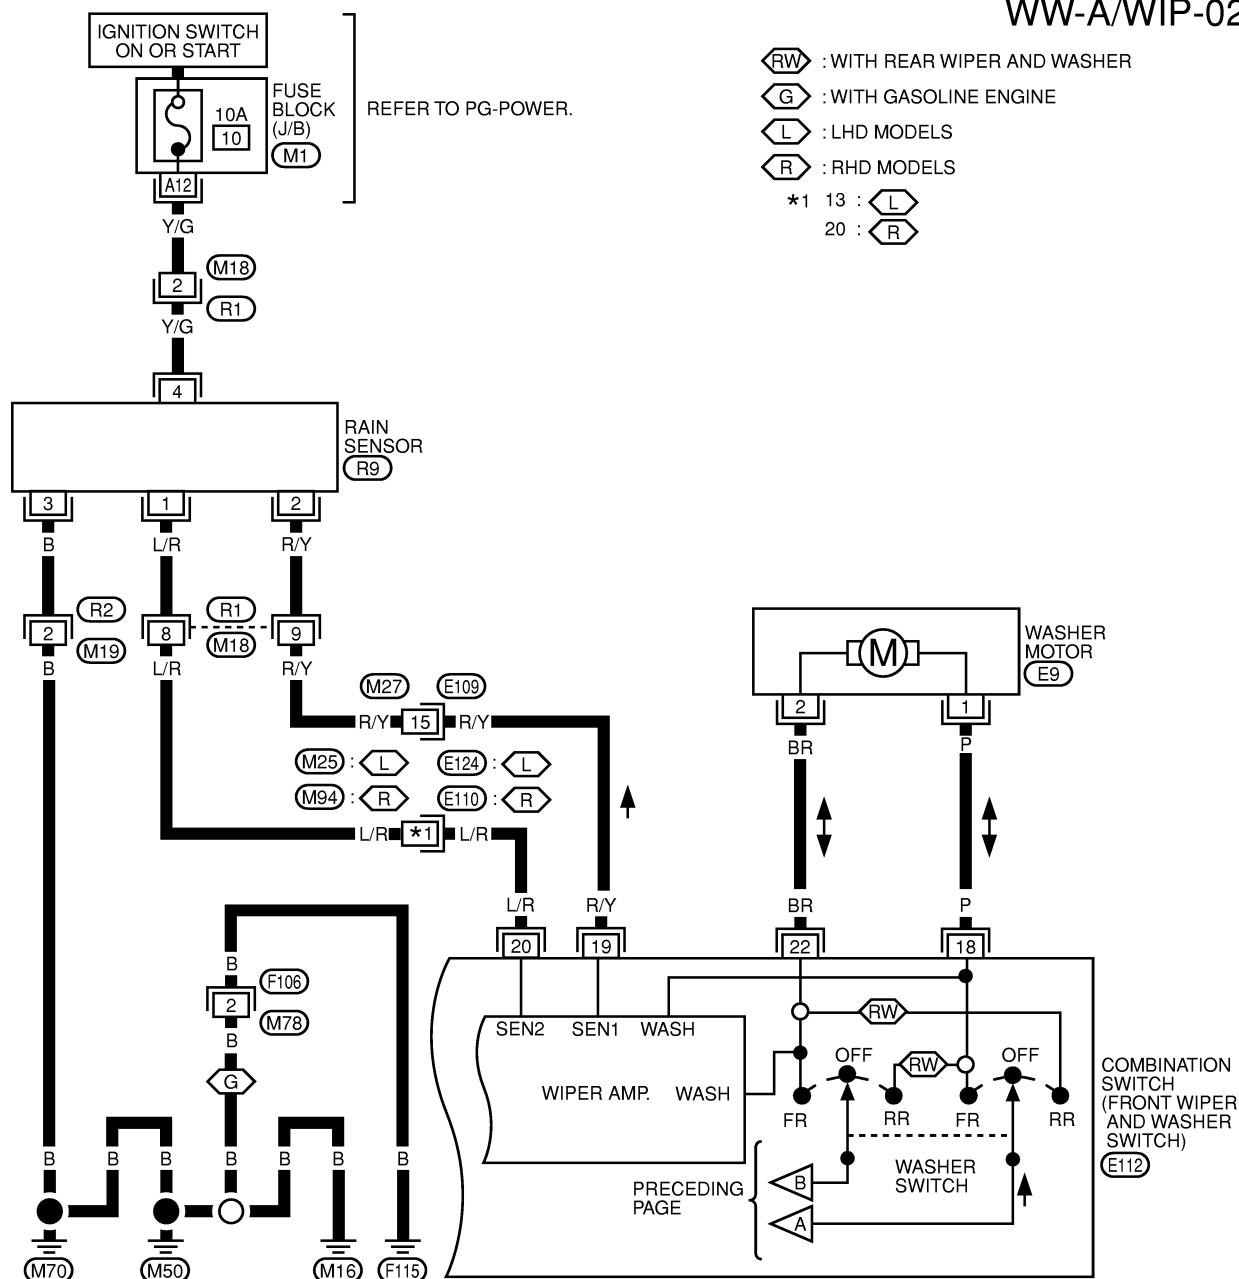 WW-A/WIP-02
IGNITION SWITCH
ON OR START
FUSE
BLOCK
(J/B)
M1
10A
10
REFER TO PG-POWER.
RW : WITH REAR WIPER AND WASHER
G : WITH GASOLINE ENGINE
L : LHD MODELS
R : RHD MODELS
*1 13 : L
20 : R
A12
Y/G
M18
2
R1
Y/G
4
RAIN
SENSOR
R9
3 1 2
B L/R R/Y
R2 R1
2 8 9
M19 M18
B L/R R/Y
WASHER
MOTOR
E9
M
2 1
BR P
M27 E109
R/Y 15 R/Y
M25 : L E124 : L
M94 : R E110 : R
L/R *1 L/R
L/R R/Y BR P
20 19 22 18
B
F106
2
M78
B
G
SEN2 SEN1 WASH
WIPER AMP. WASH
RW
OFF RW OFF
FR RR FR RR
COMBINATION
SWITCH
(FRONT WIPER
AND WASHER
SWITCH)
E112
WASHER
SWITCH
PRECEDING
PAGE
B
A
B B B B B B B
M70 M50 M16 F115